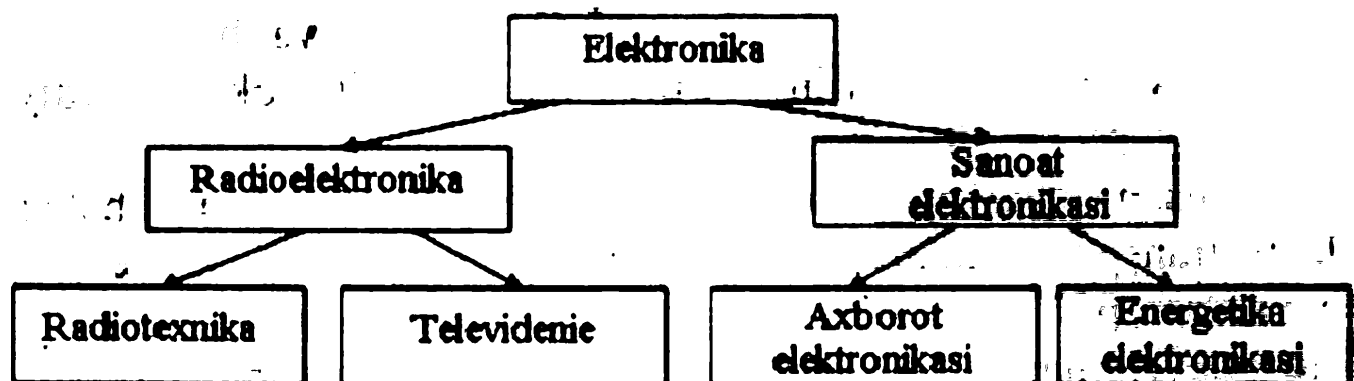 Elektronika
Radioelektronika
Sanoat
elektronikasi
Radiotexnika
Televidenie
Axborot
elektronikasi
Energetika
elektronikasi